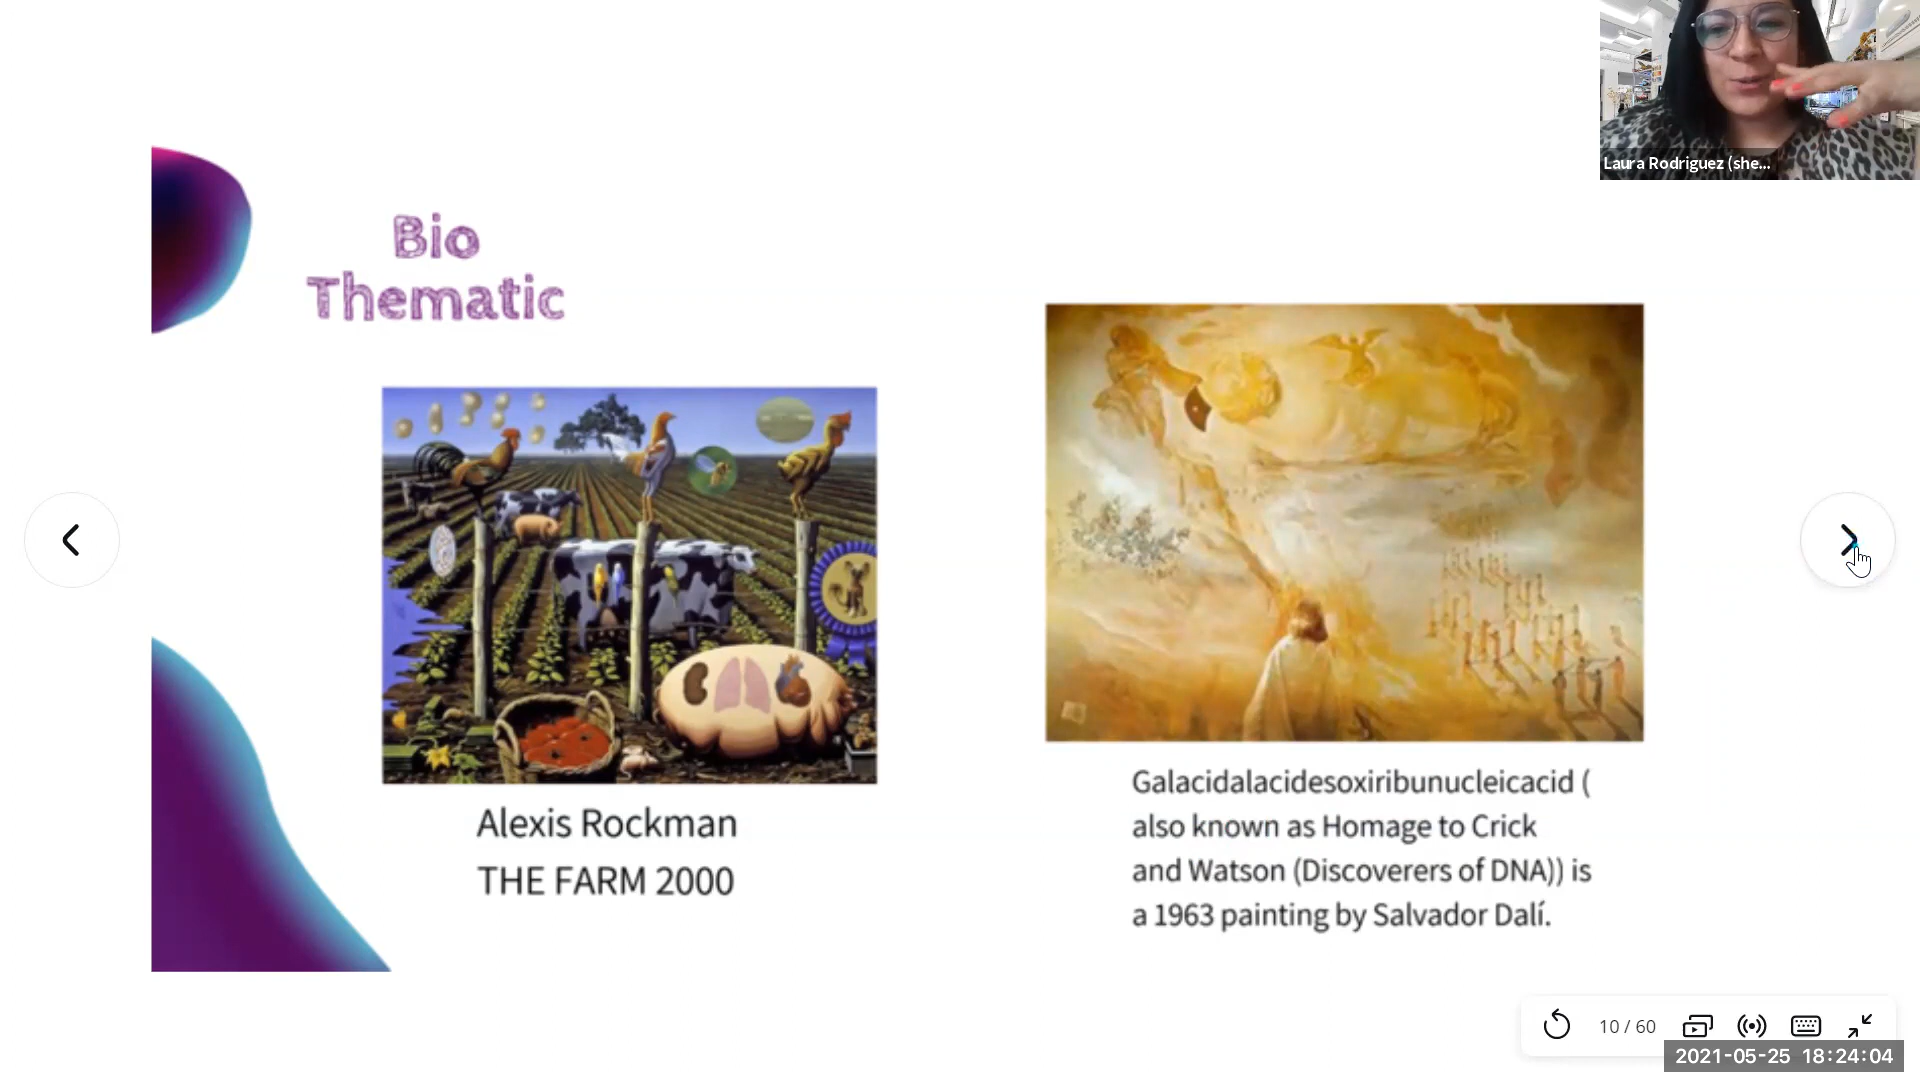 Laura Rodriguez (she...
Bio
Thematic
Alexis Rockman
THE FARM 2000
Galacidalacidesoxiribunucleicacid (
also known as Homage to Crick
and Watson (Discoverers of DNA)) is
a 1963 painting by Salvador Dalí.
10 / 60
2021-05-25 18:24:04